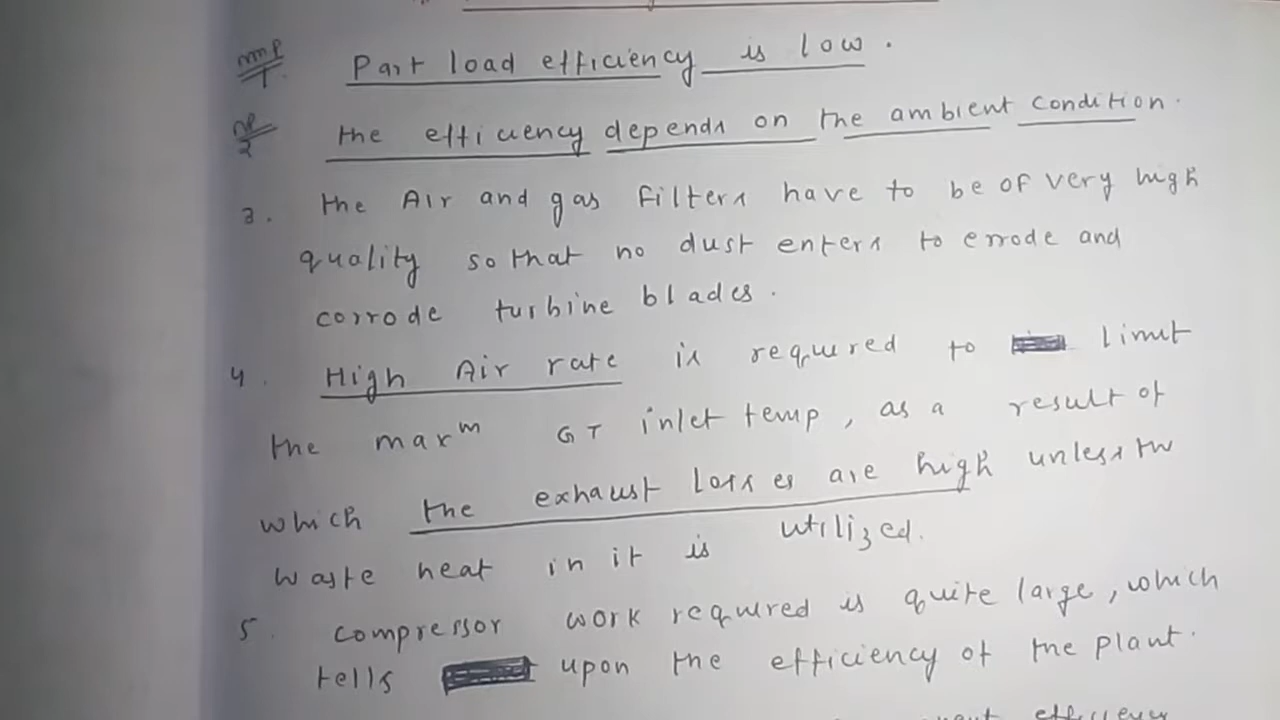 1. Part load efficiency is low.
2 the efficiency depends on the ambient condition.
3. the Air and gas Filters have to be of very high
quality so that no dust enters to errode and
corrode turbine blades.
4. High Air rate is required to limit
the maxm GT inlet temp, as a result of
which the exhaust losses are high unless the
waste heat in it is utilized.
5. compressor work required is quite large, which
tells upon the efficiency of the plant.
efficiency